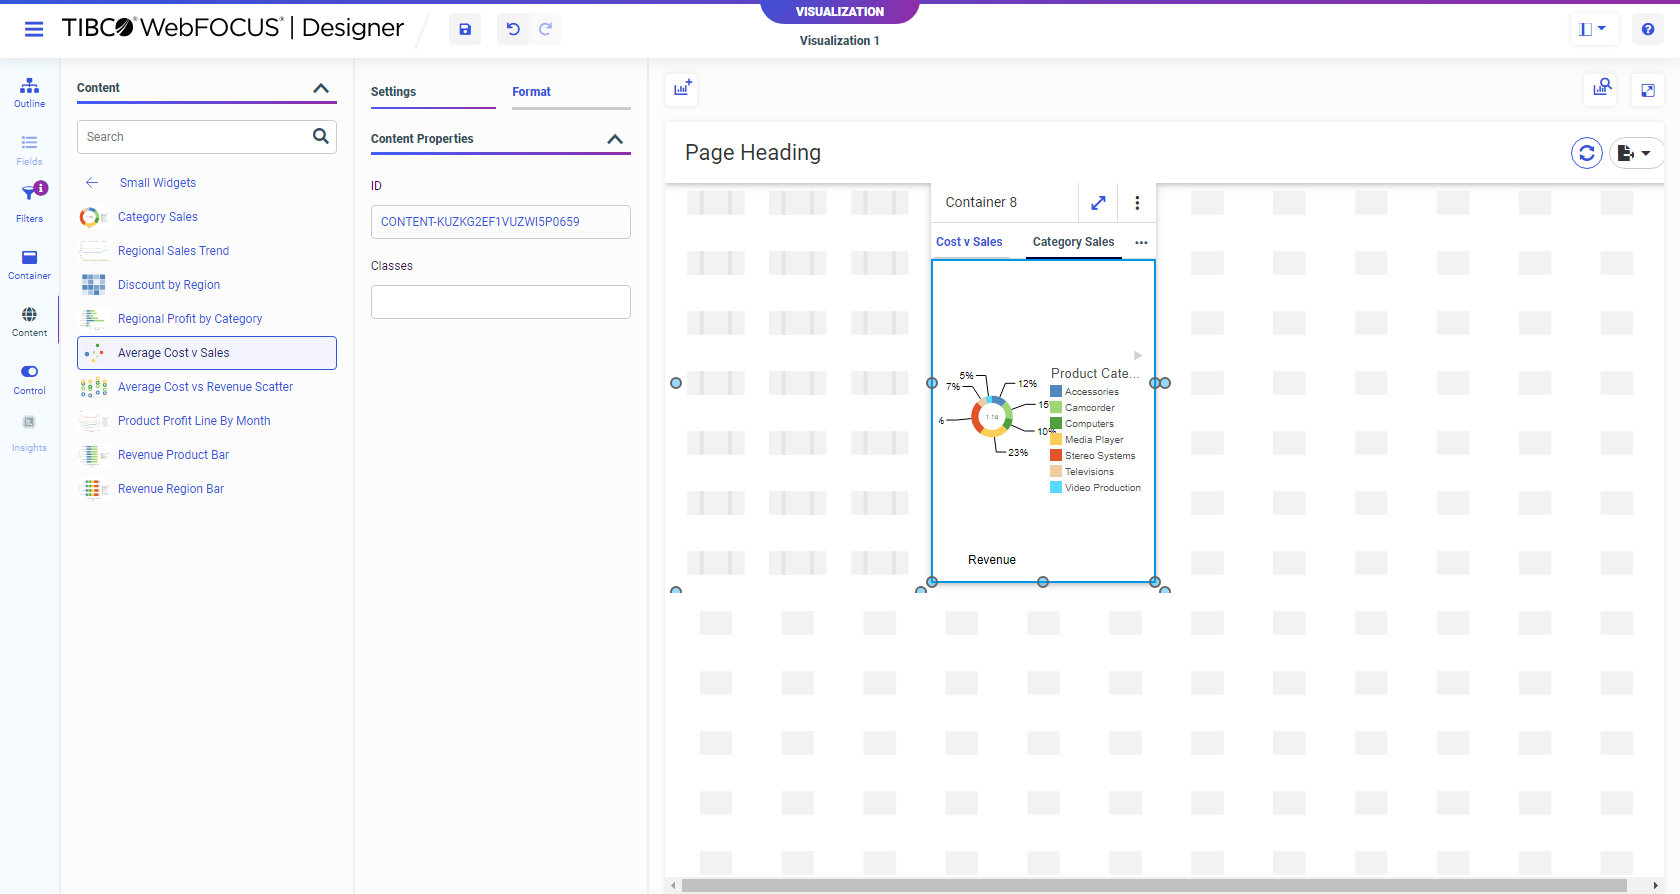 VISUALIZATION
TIBCO WebFOCUS® | Designer
Visualization 1
Outline
Fields
Filters
Container
Content
Control
Insights
Content
Search
Small Widgets
Category Sales
Regional Sales Trend
Discount by Region
Regional Profit by Category
Average Cost v Sales
Average Cost vs Revenue Scatter
Product Profit Line By Month
Revenue Product Bar
Revenue Region Bar
Settings
Format
Content Properties
ID
CONTENT-KUZKG2EF1VUZWI5P0659
Classes
Page Heading
Container 8
Cost v Sales
Category Sales
5%
7%
12%
15
10%
23%
%
1.1B
Product Cate...
Accessories
Camcorder
Computers
Media Player
Stereo Systems
Televisions
Video Production
Revenue